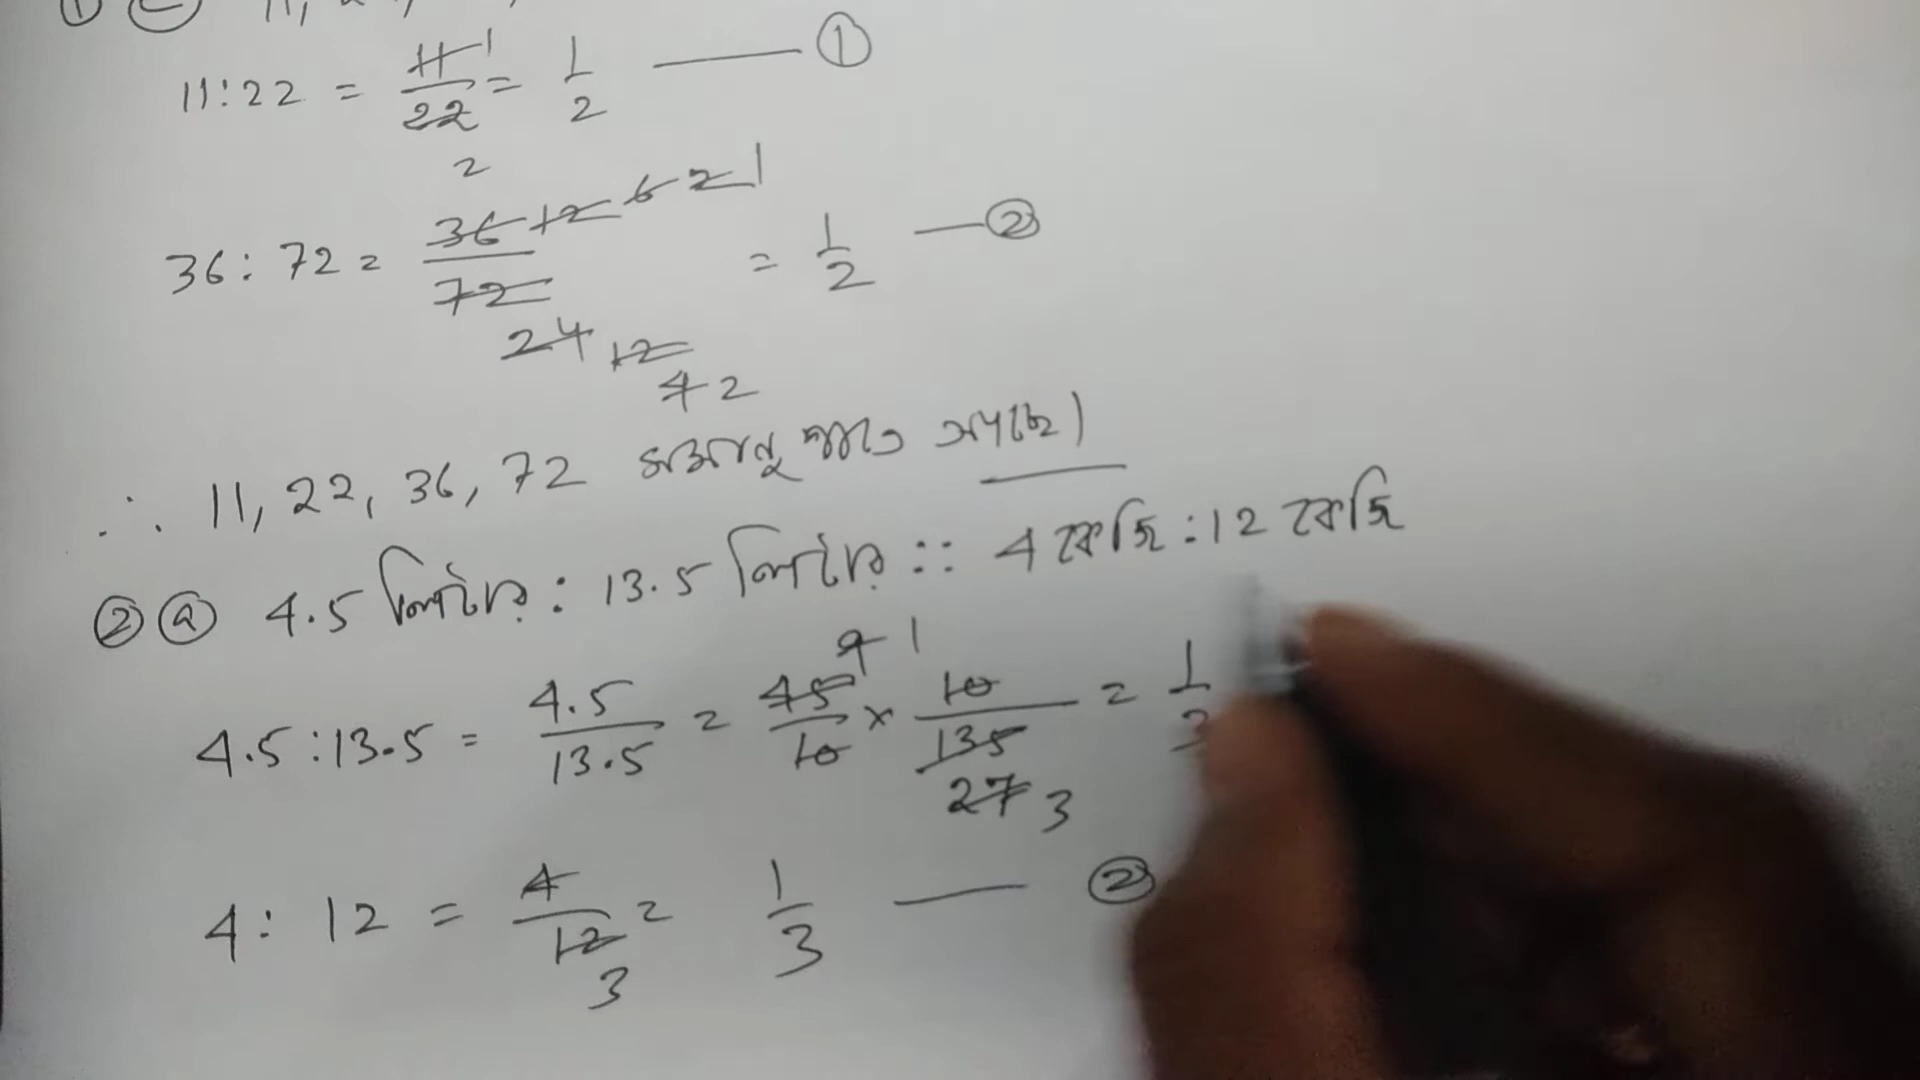 11:22 = 11/22 = 1/2 —— ①
36:72 = 36/72 = 1/2 — ②
∴ 11, 22, 36, 72 সমানুপাতে আছে।
② ⓐ 4.5 লিটার : 13.5 লিটার :: 4 কেজি : 12 কেজি
4.5:13.5 = 4.5/13.5 = 45/10 × 10/135 = 1/3
4: 12 = 4/12 = 1/3 —— ②